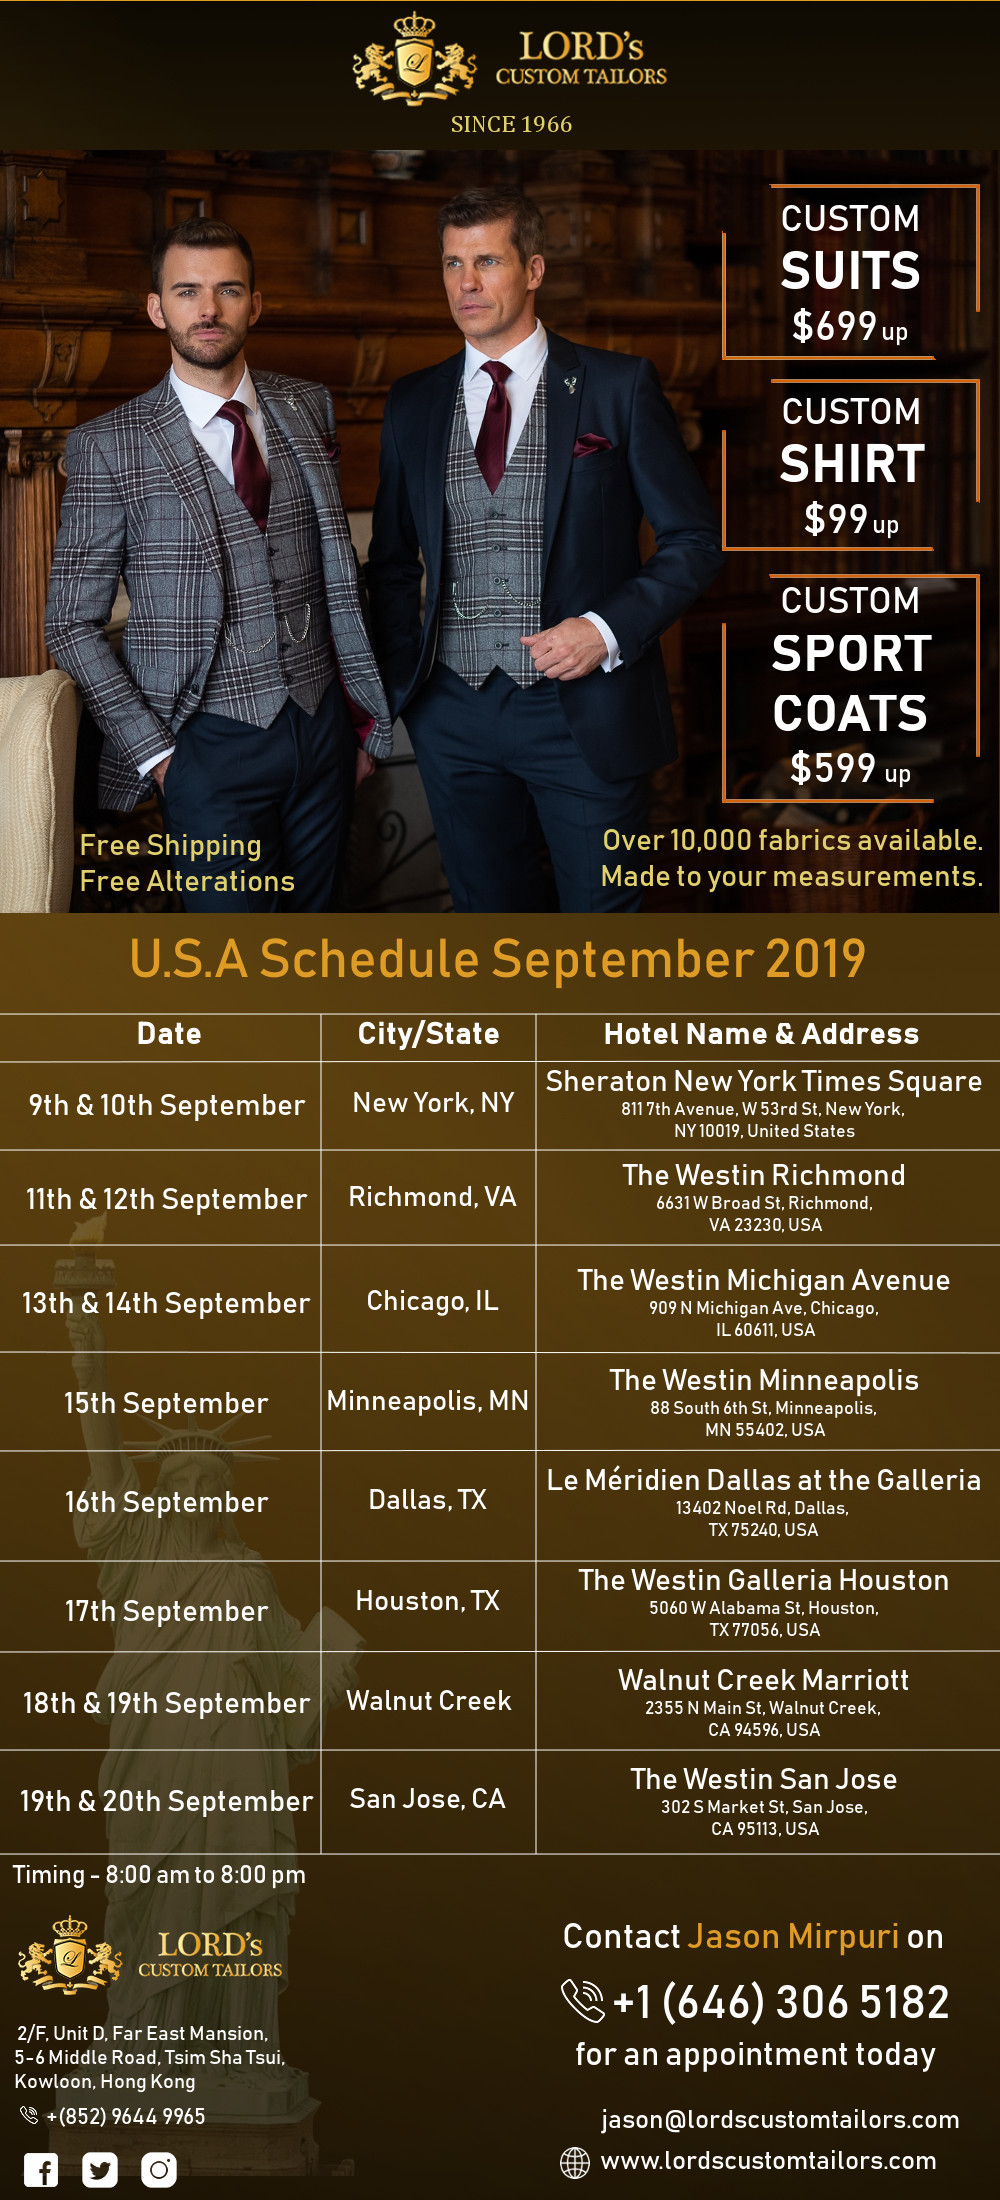 LORD's
CUSTOM TAILORS
SINCE 1966
CUSTOM
SUITS
$699 up
CUSTOM
SHIRT
$99 up
CUSTOM
SPORT
COATS
$599 up
Free Shipping
Free Alterations
Over 10,000 fabrics available.
Made to your measurements.
U.S.A Schedule September 2019
Date City/State Hotel Name & Address
9th & 10th September New York, NY Sheraton New York Times Square
811 7th Avenue, W 53rd St, New York,
NY 10019, United States
11th & 12th September Richmond, VA The Westin Richmond
6631 W Broad St, Richmond,
VA 23230, USA
13th & 14th September Chicago, IL The Westin Michigan Avenue
909 N Michigan Ave, Chicago,
IL 60611, USA
15th September Minneapolis, MN The Westin Minneapolis
88 South 6th St, Minneapolis,
MN 55402, USA
16th September Dallas, TX Le Méridien Dallas at the Galleria
13402 Noel Rd, Dallas,
TX 75240, USA
17th September Houston, TX The Westin Galleria Houston
5060 W Alabama St, Houston,
TX 77056, USA
18th & 19th September Walnut Creek Walnut Creek Marriott
2355 N Main St, Walnut Creek,
CA 94596, USA
19th & 20th September San Jose, CA The Westin San Jose
302 S Market St, San Jose,
CA 95113, USA
Timing - 8:00 am to 8:00 pm
LORD's
CUSTOM TAILORS
2/F, Unit D, Far East Mansion,
5-6 Middle Road, Tsim Sha Tsui,
Kowloon, Hong Kong
+(852) 9644 9965
Contact Jason Mirpuri on
+1 (646) 306 5182
for an appointment today
jason@lordscustomtailors.com
www.lordscustomtailors.com